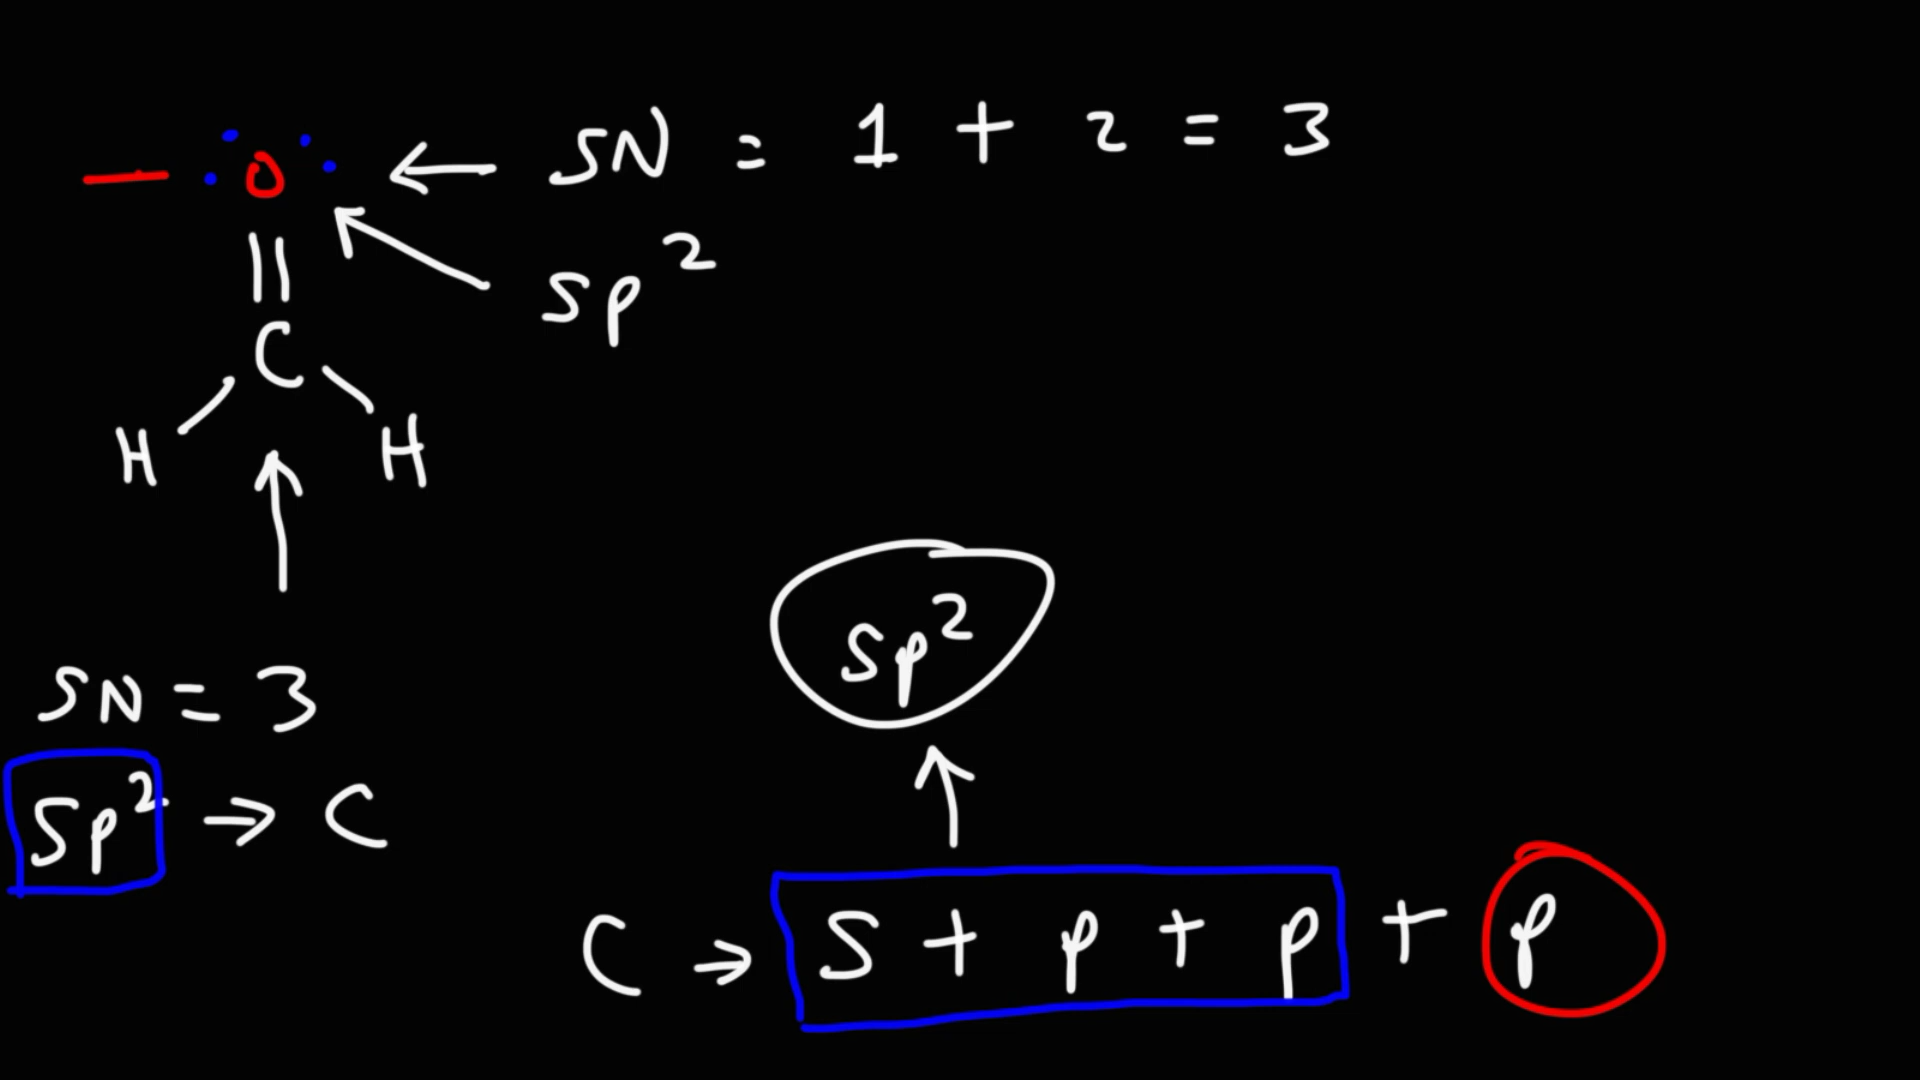 O ← SN = 1 + 2 = 3
sp²
C
H H
sp²
SN = 3
sp² → C
C → S + p + p + p